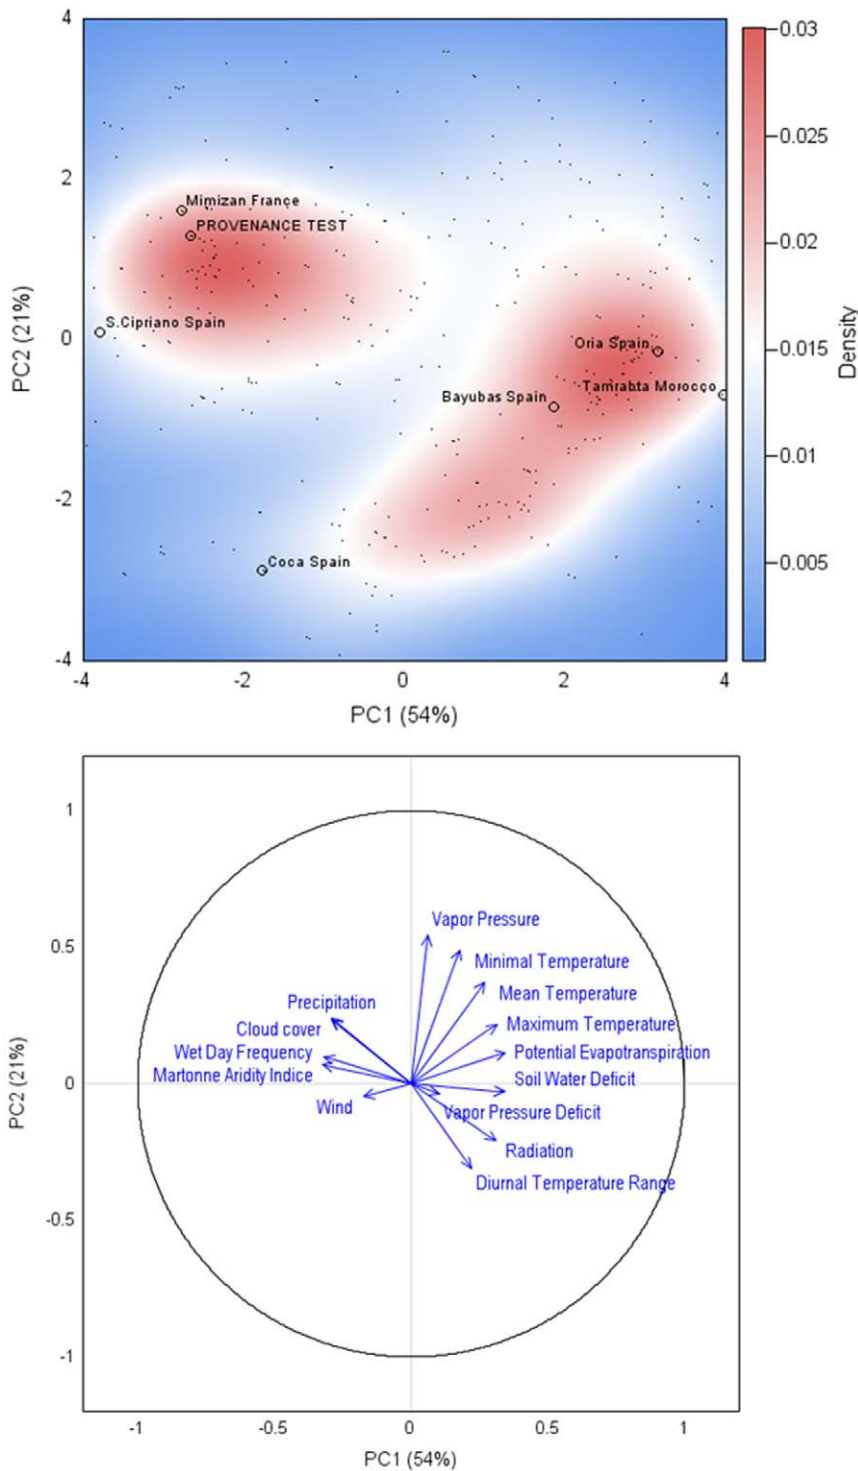 4
0.03
0.025
2
Mimizan France
PROVENANCE TEST
0.02
S.Cipriano Spain
0
Oria Spain
0.015
Tamrabta Morocco
Bayubas Spain
0.01
-2
Coca Spain
0.005
-4
-4 -2 0 2 4
PC1 (54%)
PC2 (21%)
Density
1
Vapor Pressure
0.5
Minimal Temperature
Mean Temperature
Precipitation
Maximum Temperature
Cloud cover
Wet Day Frequency
Potential Evapotranspiration
Martonne Aridity Indice
Soil Water Deficit
0
Wind
Vapor Pressure Deficit
Radiation
Diurnal Temperature Range
-0.5
-1
-1 -0.5 0 0.5 1
PC1 (54%)
PC2 (21%)